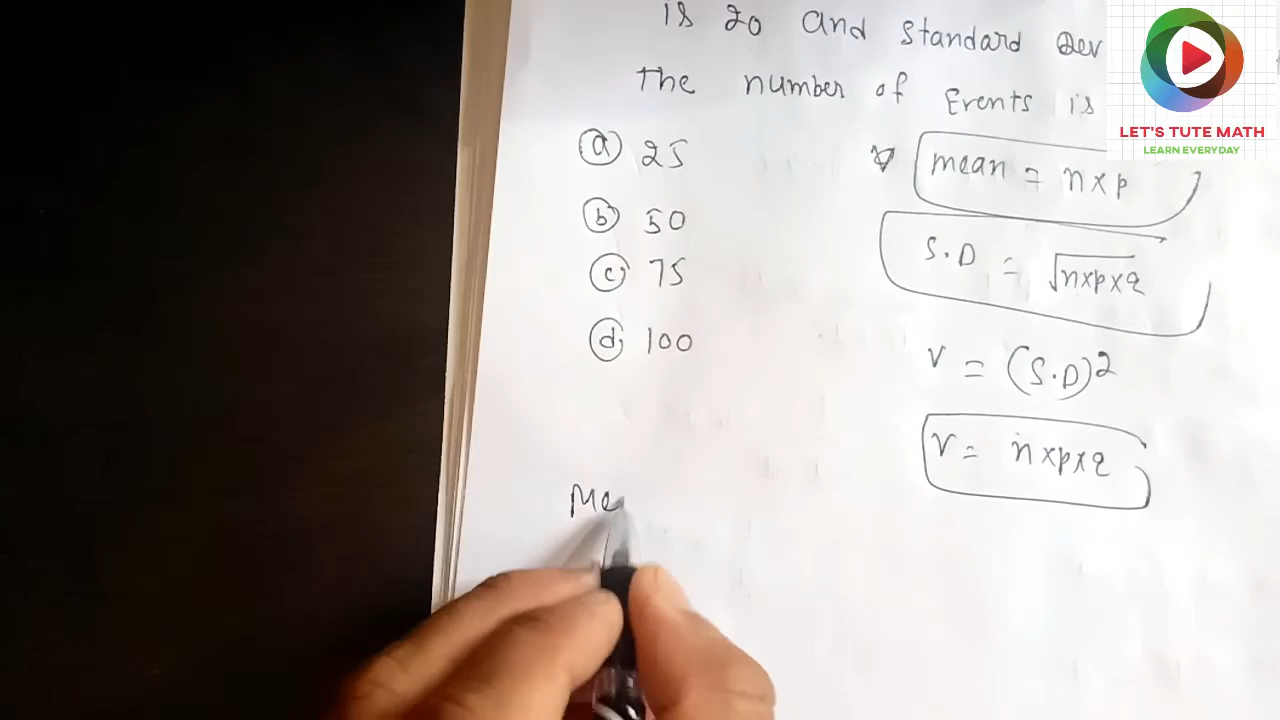 is 20 and standard Dev
The number of Events is
(a) 25
(b) 50
(c) 75
(d) 100
mean = n×p
S.D = √n×p×q
V = (S.D)2
V = n×p×q
Me
LET'S TUTE MATH
LEARN EVERYDAY